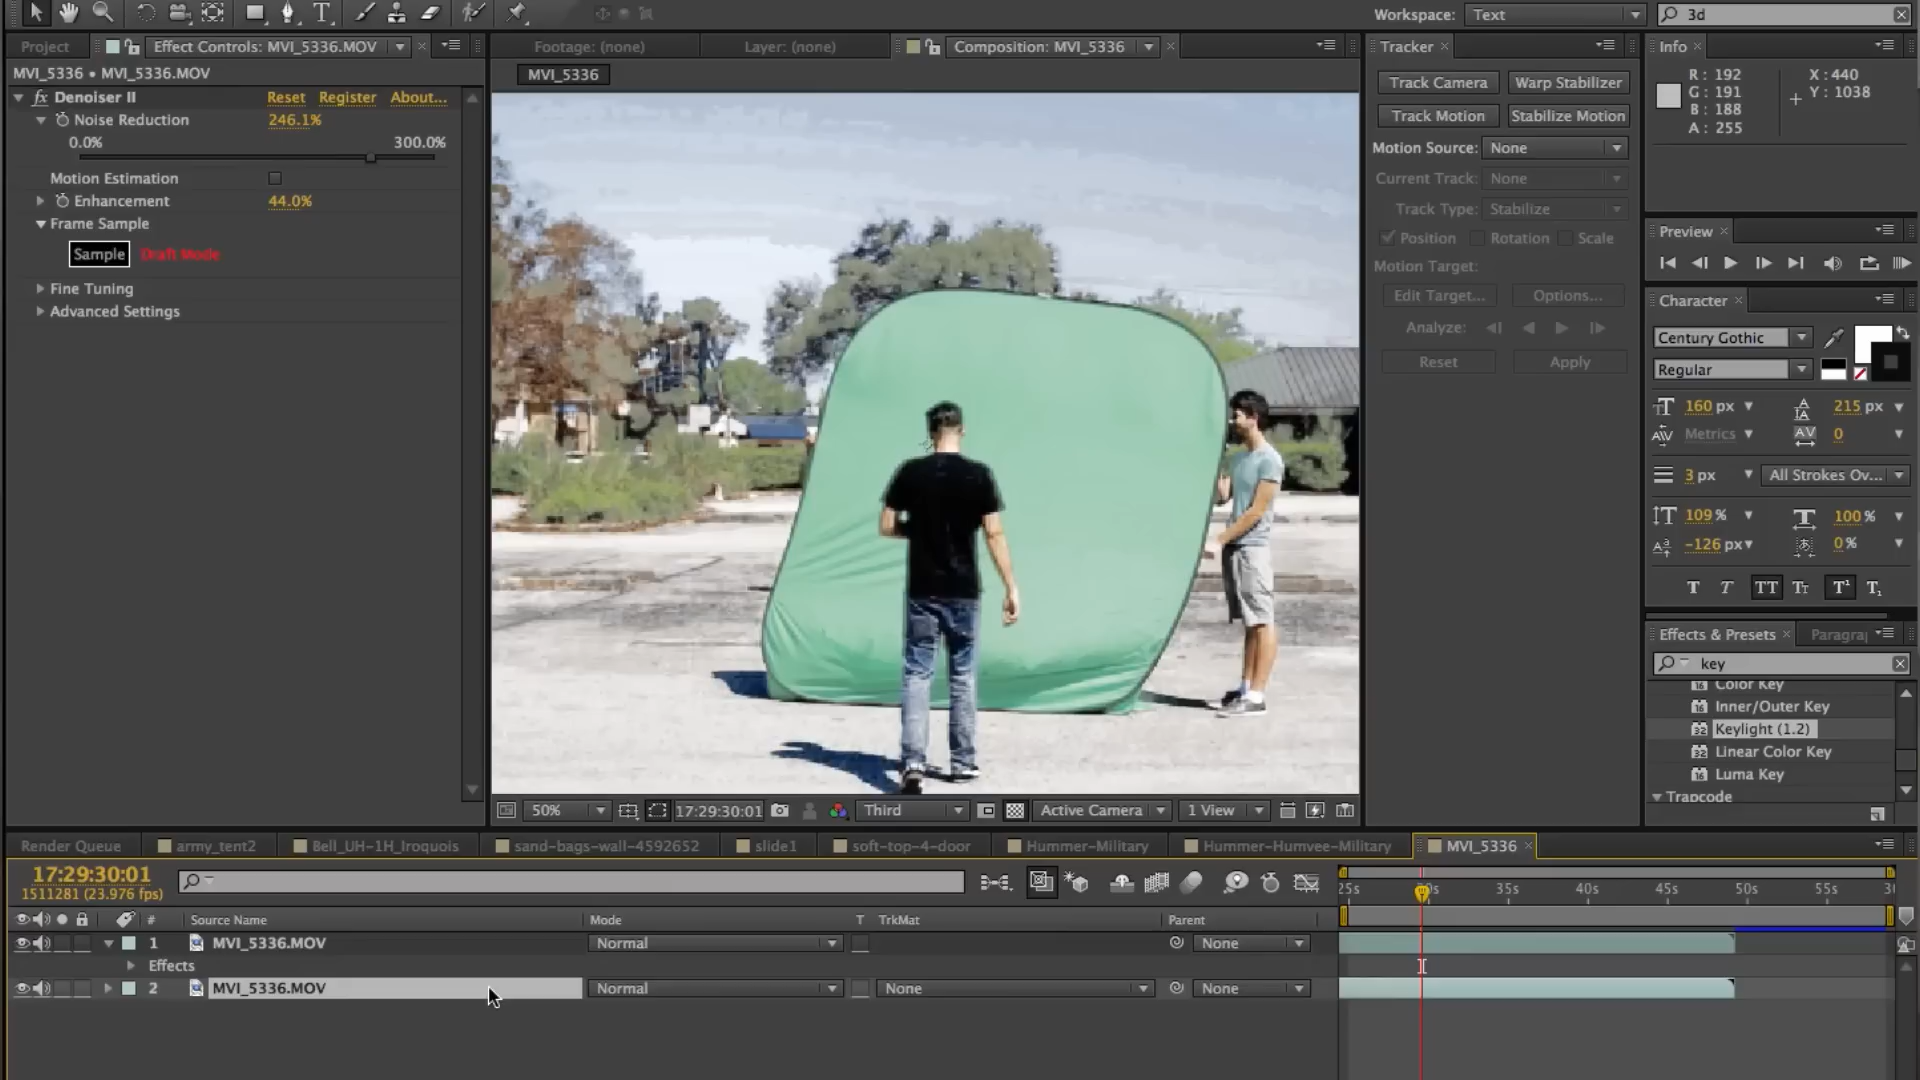 Workspace: Text
3d
Project
Effect Controls: MVI_5336.MOV
MVI_5336 • MVI_5336.MOV
Denoiser II Reset Register About...
Noise Reduction 246.1%
0.0% 300.0%
Motion Estimation
Enhancement 44.0%
Frame Sample
Sample Draft Mode
Fine Tuning
Advanced Settings
Footage: (none)
Layer: (none)
Composition: MVI_5336
MVI_5336
50%
17:29:30:01
Third
Active Camera
1 View
Tracker
Track Camera Warp Stabilizer
Track Motion Stabilize Motion
Motion Source: None
Current Track: None
Track Type: Stabilize
Position Rotation Scale
Motion Target:
Edit Target... Options...
Analyze:
Reset Apply
Info
R : 192 X : 440
G : 191 Y : 1038
B : 188
A : 255
Preview
Character
Century Gothic
Regular
160 px 215 px
Metrics 0
3 px All Strokes Ov...
109 % 100 %
-126 px 0 %
T T TT Tt T¹ T₁
Effects & Presets Paragraj
key
Color Key
Inner/Outer Key
Keylight (1.2)
Linear Color Key
Luma Key
Trapcode
Render Queue army_tent2 Bell_UH-1H_Iroquois sand-bags-wall-4592652 slide1 soft-top-4-door Hummer-Military Hummer-Humvee-Military MVI_5336
17:29:30:01
1511281 (23.976 fps)
# Source Name Mode T TrkMat Parent
1 MVI_5336.MOV Normal None
Effects
2 MVI_5336.MOV Normal None None
25s 35s 40s 45s 50s 55s